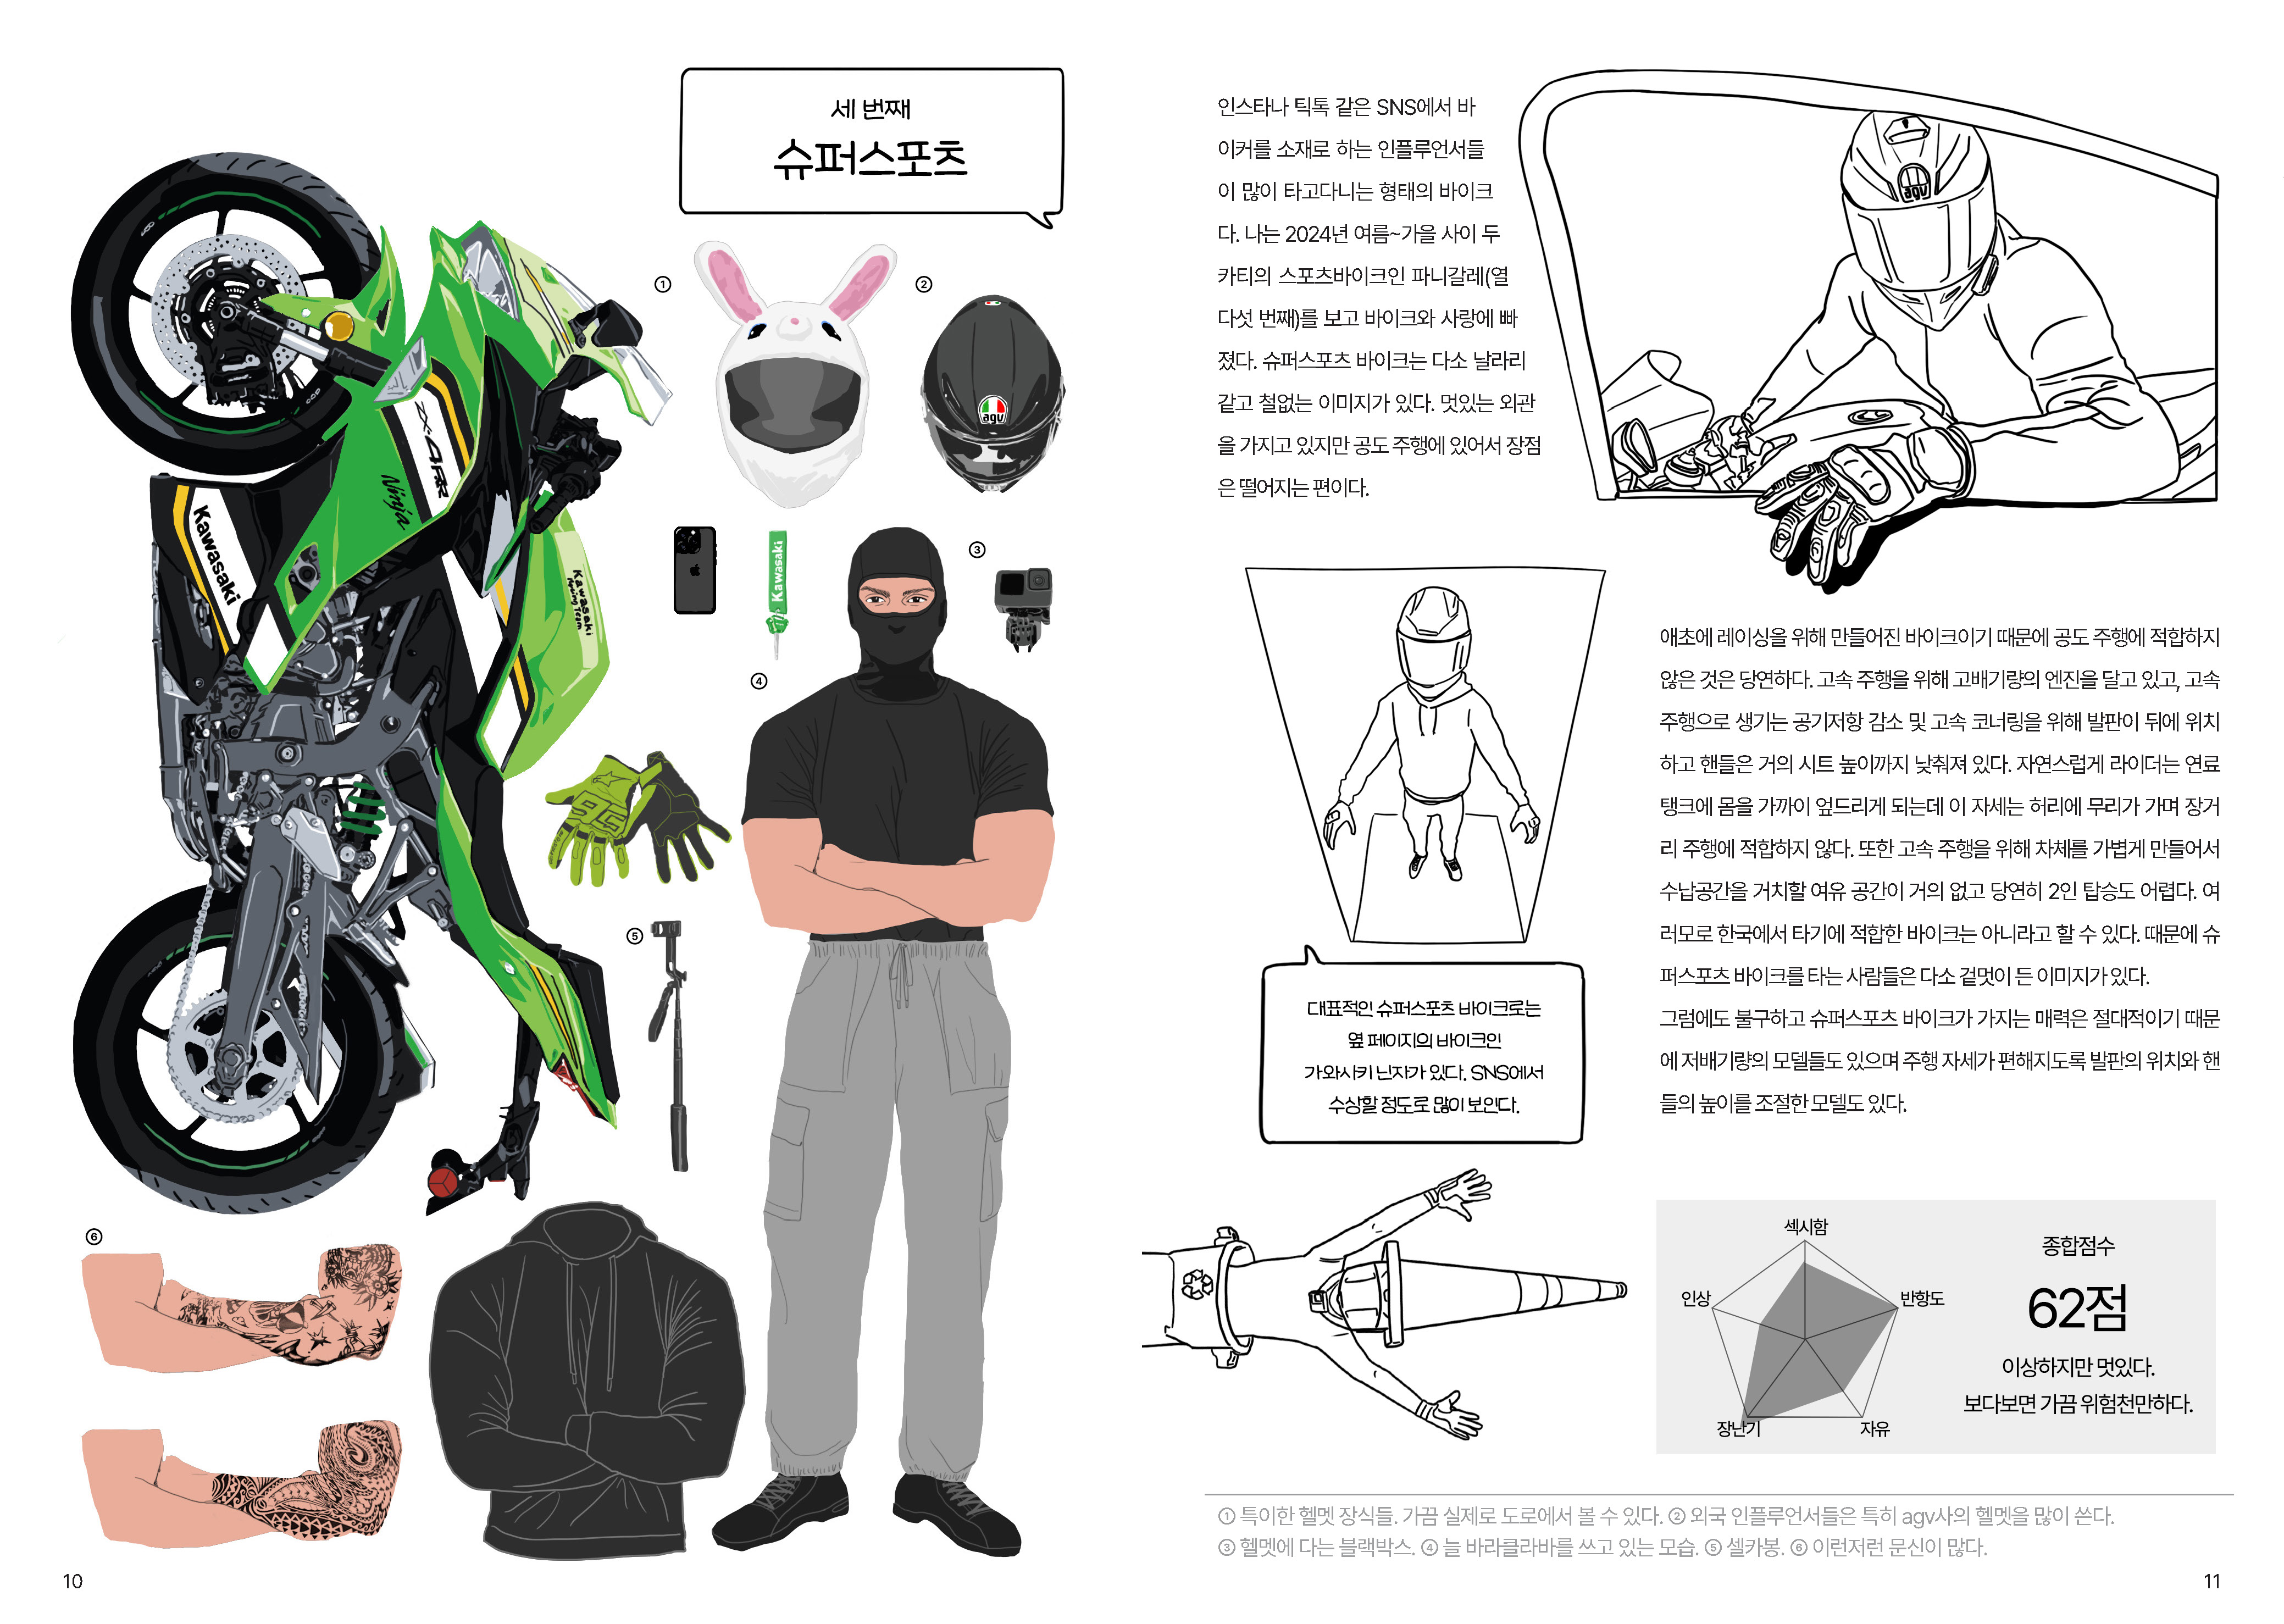 세 번째
슈퍼스포츠
①
②
agv
ZX-4RR
Ninja
Kawasaki
Kawasaki
Racing Team
Kawasaki
③
④
⑤
⑥
10
인스타나 틱톡 같은 SNS에서 바
이커를 소재로 하는 인플루언서들
이 많이 타고다니는 형태의 바이크
다. 나는 2024년 여름~가을 사이 두
카티의 스포츠바이크인 파니갈레(열
다섯 번째)를 보고 바이크와 사랑에 빠
졌다. 슈퍼스포츠 바이크는 다소 날라리
같고 철없는 이미지가 있다. 멋있는 외관
을 가지고 있지만 공도 주행에 있어서 장점
은 떨어지는 편이다.
agv
애초에 레이싱을 위해 만들어진 바이크이기 때문에 공도 주행에 적합하지
않은 것은 당연하다. 고속 주행을 위해 고배기량의 엔진을 달고 있고, 고속
주행으로 생기는 공기저항 감소 및 고속 코너링을 위해 발판이 뒤에 위치
하고 핸들은 거의 시트 높이까지 낮춰져 있다. 자연스럽게 라이더는 연료
탱크에 몸을 가까이 엎드리게 되는데 이 자세는 허리에 무리가 가며 장거
리 주행에 적합하지 않다. 또한 고속 주행을 위해 차체를 가볍게 만들어서
수납공간을 거치할 여유 공간이 거의 없고 당연히 2인 탑승도 어렵다. 여
러모로 한국에서 타기에 적합한 바이크는 아니라고 할 수 있다. 때문에 슈
퍼스포츠 바이크를 타는 사람들은 다소 겉멋이 든 이미지가 있다.
그럼에도 불구하고 슈퍼스포츠 바이크가 가지는 매력은 절대적이기 때문
에 저배기량의 모델들도 있으며 주행 자세가 편해지도록 발판의 위치와 핸
들의 높이를 조절한 모델도 있다.
대표적인 슈퍼스포츠 바이크로는
옆 페이지의 바이크인
가와사키 닌자가 있다. SNS에서
수상할 정도로 많이 보인다.
섹시함
반항도
자유
장난기
인상
종합점수
62점
이상하지만 멋있다.
보다보면 가끔 위험천만하다.
① 특이한 헬멧 장식들. 가끔 실제로 도로에서 볼 수 있다. ② 외국 인플루언서들은 특히 agv사의 헬멧을 많이 쓴다.
③ 헬멧에 다는 블랙박스. ④ 늘 바라클라바를 쓰고 있는 모습. ⑤ 셀카봉. ⑥ 이런저런 문신이 많다.
11